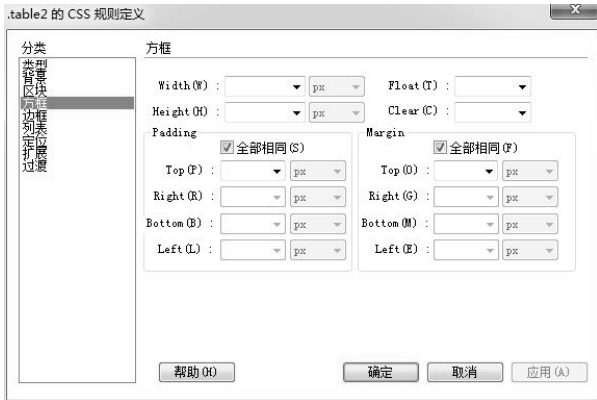 .table2 的 CSS 规则定义
分类
方框
类型
背景
区块
方框
边框
列表
定位
扩展
过渡
Width(W) : px Float(T) :
Height(H) : px Clear(C) :
Padding Margin
全部相同(S) 全部相同(F)
Top(P) : px Top(O) : px
Right(R) : px Right(G) : px
Bottom(B) : px Bottom(M) : px
Left(L) : px Left(E) : px
帮助(H) 确定 取消 应用(A)